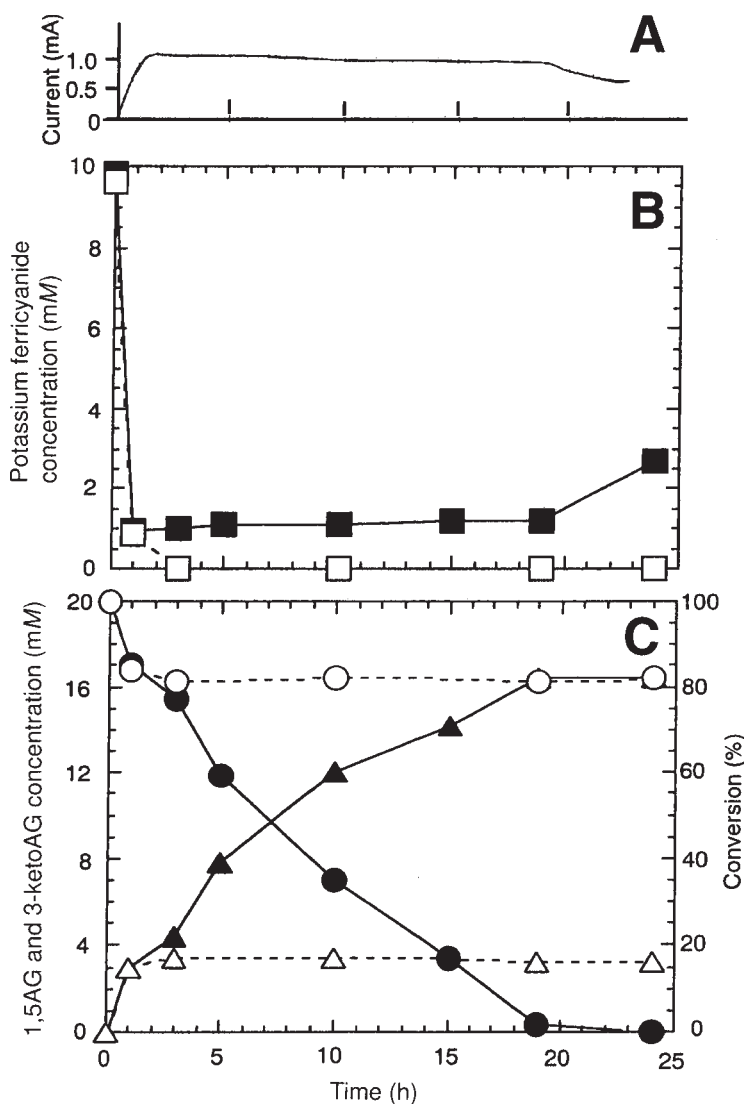 A
Current (mA)
1.0
0.5
0
B
Potassium ferricyanide
concentration (mM)
10
8
6
4
2
0
C
1,5AG and 3-ketoAG concentration (mM)
20
16
12
8
4
0
Conversion (%)
100
80
60
40
20
0
0 5 10 15 20 25
Time (h)